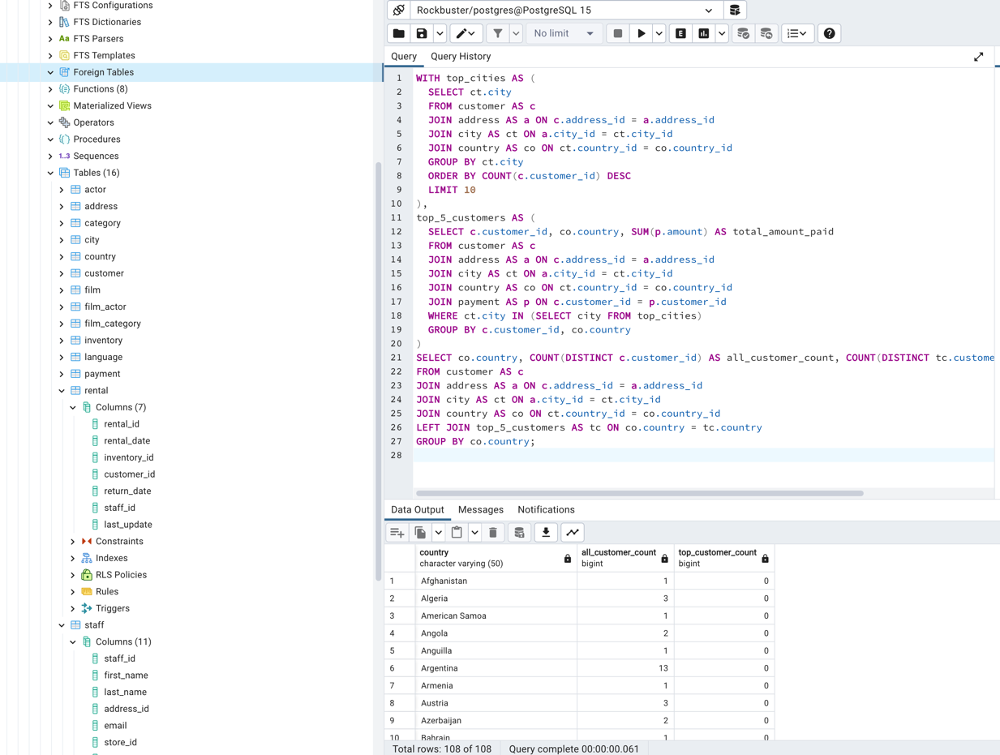 FTS Configurations
FTS Dictionaries
Aa FTS Parsers
FTS Templates
Foreign Tables
Functions (8)
Materialized Views
Operators
Procedures
1..3 Sequences
Tables (16)
actor
address
category
city
country
customer
film
film_actor
film_category
inventory
language
payment
rental
Columns (7)
rental_id
rental_date
inventory_id
customer_id
return_date
staff_id
last_update
Constraints
Indexes
RLS Policies
Rules
Triggers
staff
Columns (11)
staff_id
first_name
last_name
address_id
email
store_id
Rockbuster/postgres@PostgreSQL 15
No limit
E
Query Query History
1 WITH top_cities AS (
2 SELECT ct.city
3 FROM customer AS c
4 JOIN address AS a ON c.address_id = a.address_id
5 JOIN city AS ct ON a.city_id = ct.city_id
6 JOIN country AS co ON ct.country_id = co.country_id
7 GROUP BY ct.city
8 ORDER BY COUNT(c.customer_id) DESC
9 LIMIT 10
10 ),
11 top_5_customers AS (
12 SELECT c.customer_id, co.country, SUM(p.amount) AS total_amount_paid
13 FROM customer AS c
14 JOIN address AS a ON c.address_id = a.address_id
15 JOIN city AS ct ON a.city_id = ct.city_id
16 JOIN country AS co ON ct.country_id = co.country_id
17 JOIN payment AS p ON c.customer_id = p.customer_id
18 WHERE ct.city IN (SELECT city FROM top_cities)
19 GROUP BY c.customer_id, co.country
20 )
21 SELECT co.country, COUNT(DISTINCT c.customer_id) AS all_customer_count, COUNT(DISTINCT tc.custome
22 FROM customer AS c
23 JOIN address AS a ON c.address_id = a.address_id
24 JOIN city AS ct ON a.city_id = ct.city_id
25 JOIN country AS co ON ct.country_id = co.country_id
26 LEFT JOIN top_5_customers AS tc ON co.country = tc.country
27 GROUP BY co.country;
28
Data Output Messages Notifications
country all_customer_count top_customer_count
character varying (50) bigint bigint
1 Afghanistan 1 0
2 Algeria 3 0
3 American Samoa 1 0
4 Angola 2 0
5 Anguilla 1 0
6 Argentina 13 0
7 Armenia 1 0
8 Austria 3 0
9 Azerbaijan 2 0
10 Bahrain 1 0
Total rows: 108 of 108 Query complete 00:00:00.061